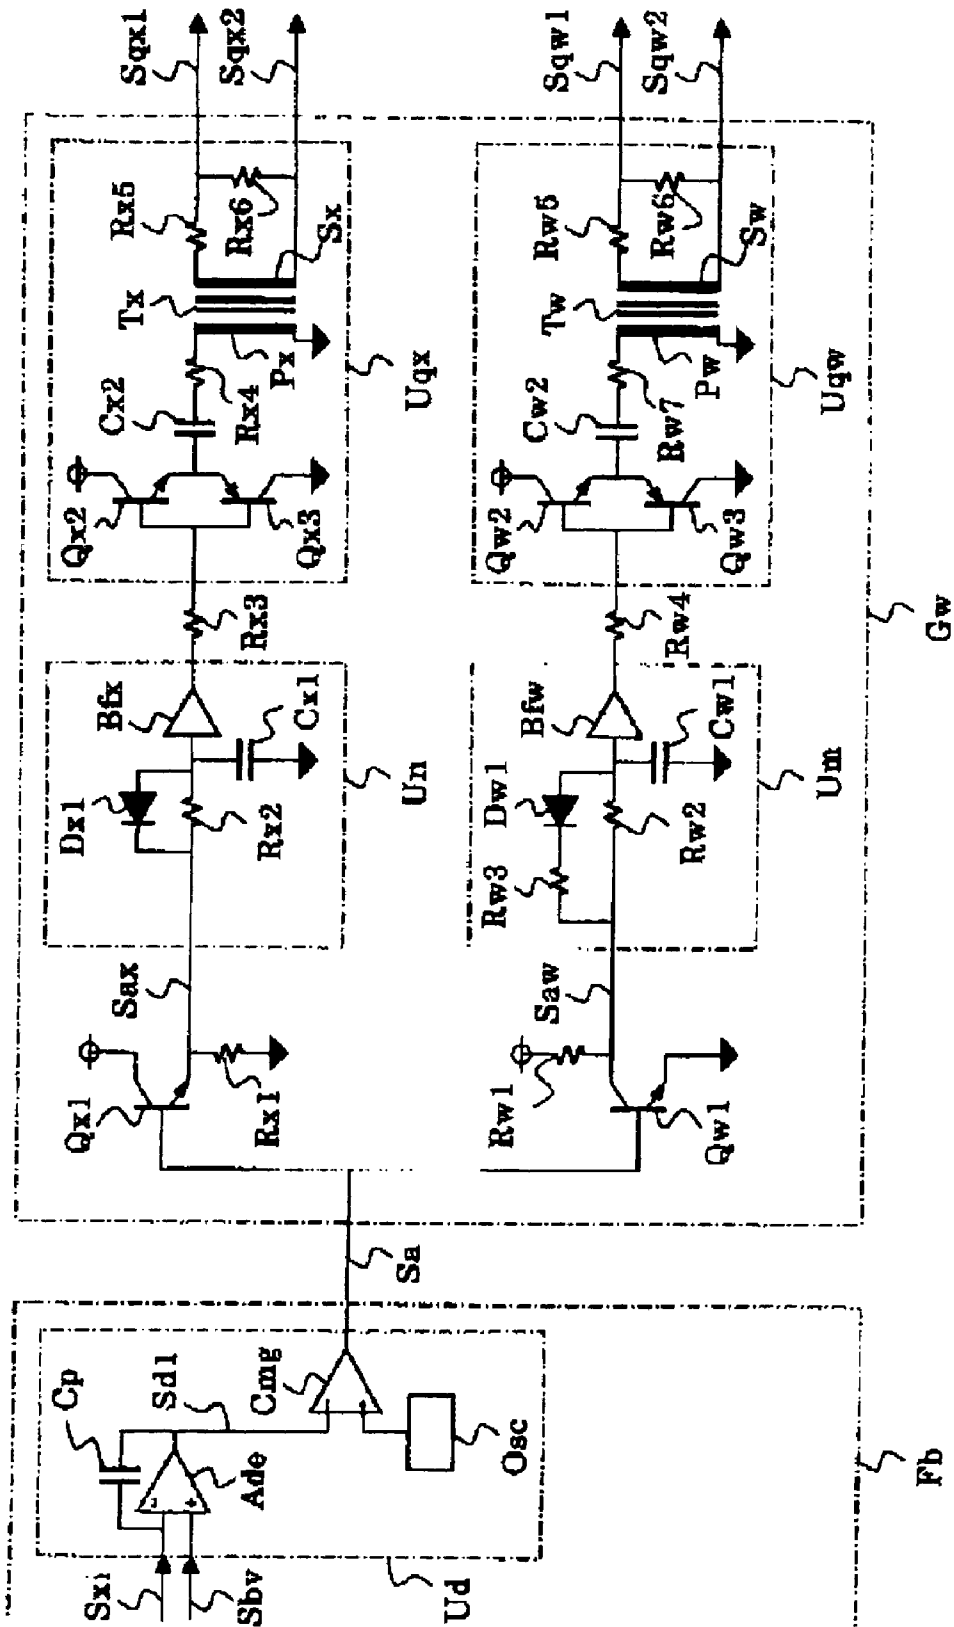 Sqx1
Sqx2
Sqw1
Sqw2
Rx5
Rx6
Sx
Tx
Px
Cx2
Rx4
Uqx
Qx2
Qx3
Rw5
Rw6
Sw
Tw
Pw
Cw2
Rw7
Uqw
Qw2
Qw3
Rx3
Rw4
Gw
Bfx
Cx1
Dx1
Rx2
Un
Bfw
Cw1
Dw1
Rw3
Rw2
Um
Sax
Saw
Qx1
Rx1
Rw1
Qw1
Sa
Cp
Sd1
Cmg
Ade
Osc
Fb
Sxi
Sbv
Ud